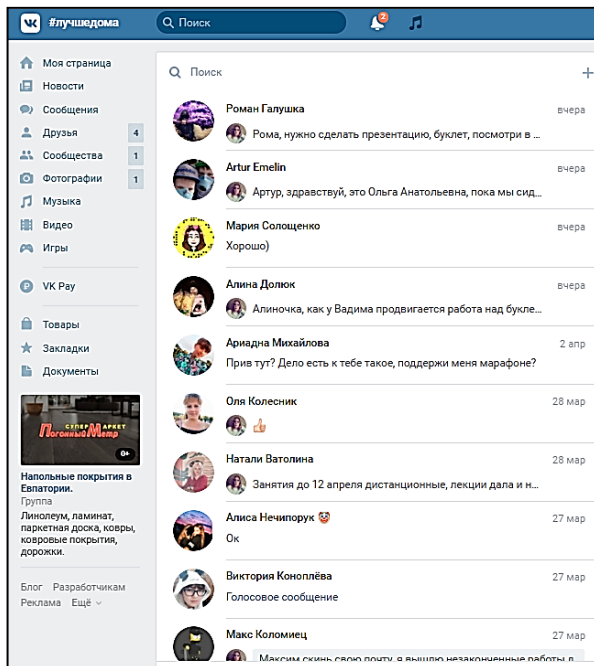 #лучшедома
Поиск
2
Моя страница
Новости
Сообщения
Друзья 4
Сообщества 1
Фотографии 1
Музыка
Видео
Игры
VK Pay
Товары
Закладки
Документы
СУПЕР МАРКЕТ
Погонный Метр
0+
Напольные покрытия в
Евпатории.
Группа
Линолеум, ламинат,
паркетная доска, ковры,
ковровые покрытия,
дорожки.
Блог Разработчикам
Реклама Ещё
Поиск
Роман Галушка вчера
Рома, нужно сделать презентацию, буклет, посмотри в ...
Artur Emelin вчера
Артур, здравствуй, это Ольга Анатольевна, пока мы сид...
Мария Солощенко вчера
Хорошо)
Алина Долюк вчера
Алиночка, как у Вадима продвигается работа над букле...
Ариадна Михайлова 2 апр
Прив тут? Дело есть к тебе такое, поддержи меня марафоне?
Оля Колесник 28 мар
👍
Натали Ватолина 28 мар
Занятия до 12 апреля дистанционные, лекции дала и н...
Алиса Нечипорук 🤡 27 мар
Ок
Виктория Коноплёва 27 мар
Голосовое сообщение
Макс Коломиец 27 мар
Максим скинь свою почту, я вышлю незаконченные работы д